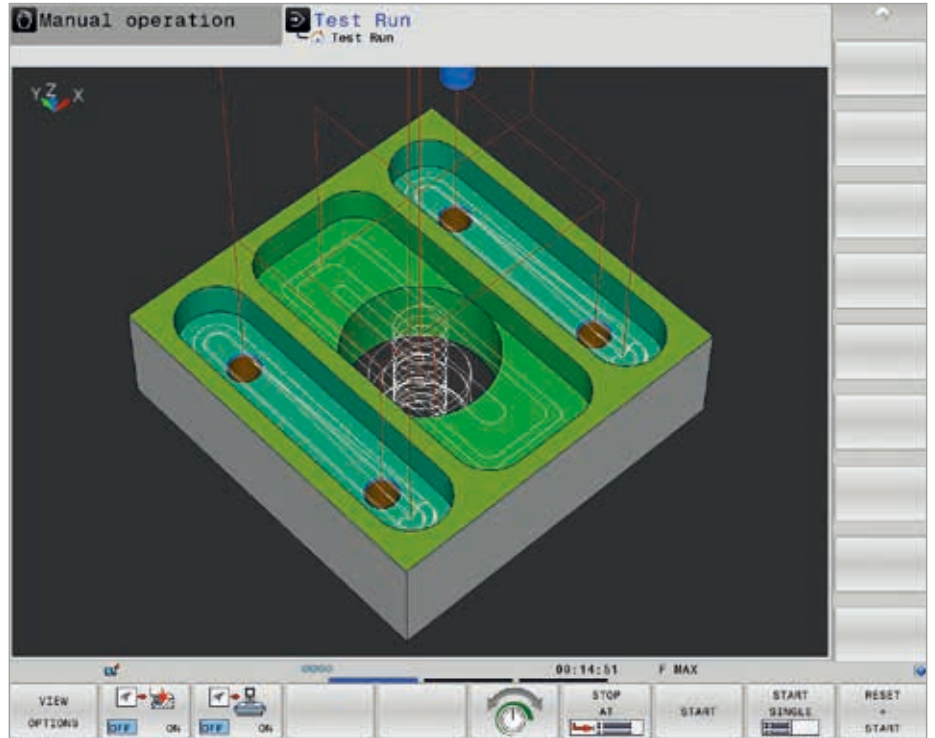 Manual operation
Test Run
Test Run
Y Z X
00:14:51 F MAX
VIEW
OPTIONS
OFF ON
OFF ON
STOP
AT
START
START
SINGLE
RESET
+
START